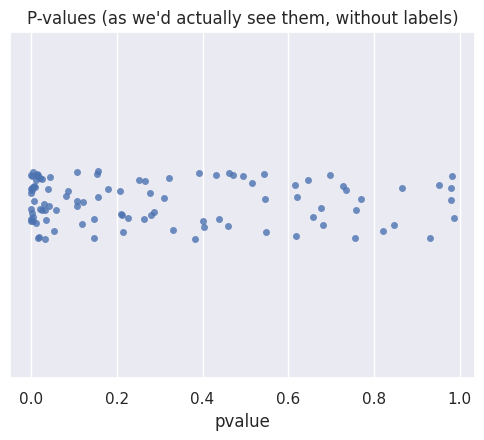 P-values (as we'd actually see them, without labels)
0.0 0.2 0.4 0.6 0.8 1.0
pvalue